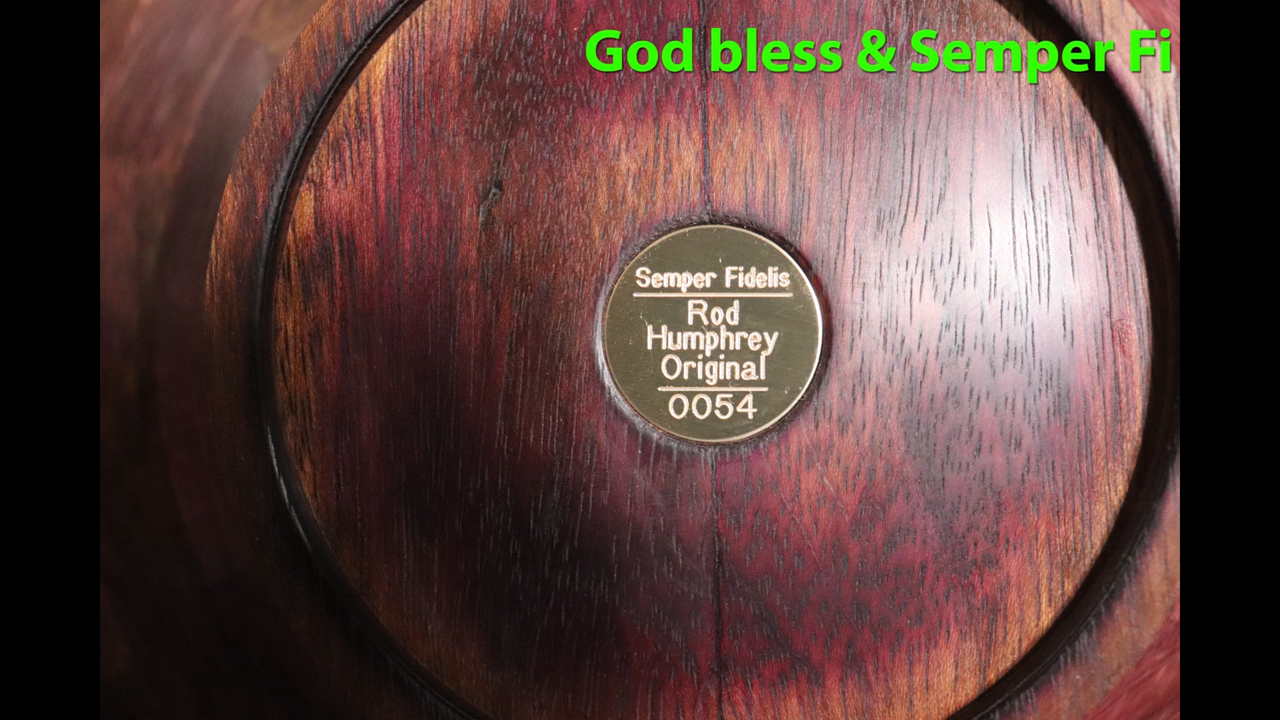 God bless & Semper Fi
Semper Fidelis
Rod
Humphrey
Original
0054